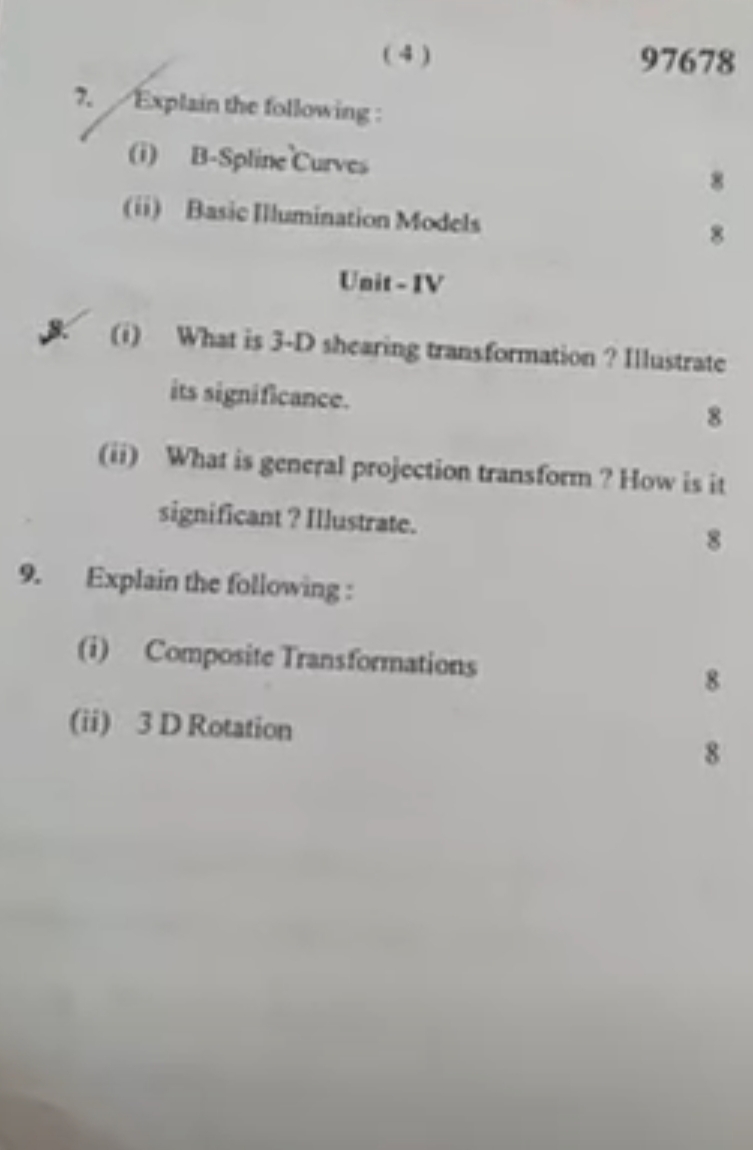 ( 4 ) 97678
7. Explain the following :
(i) B-Spline Curves 8
(ii) Basic Illumination Models 8
Unit - IV
8. (i) What is 3-D shearing transformation ? Illustrate
its significance. 8
(ii) What is general projection transform ? How is it
significant ? Illustrate. 8
9. Explain the following :
(i) Composite Transformations 8
(ii) 3 D Rotation 8